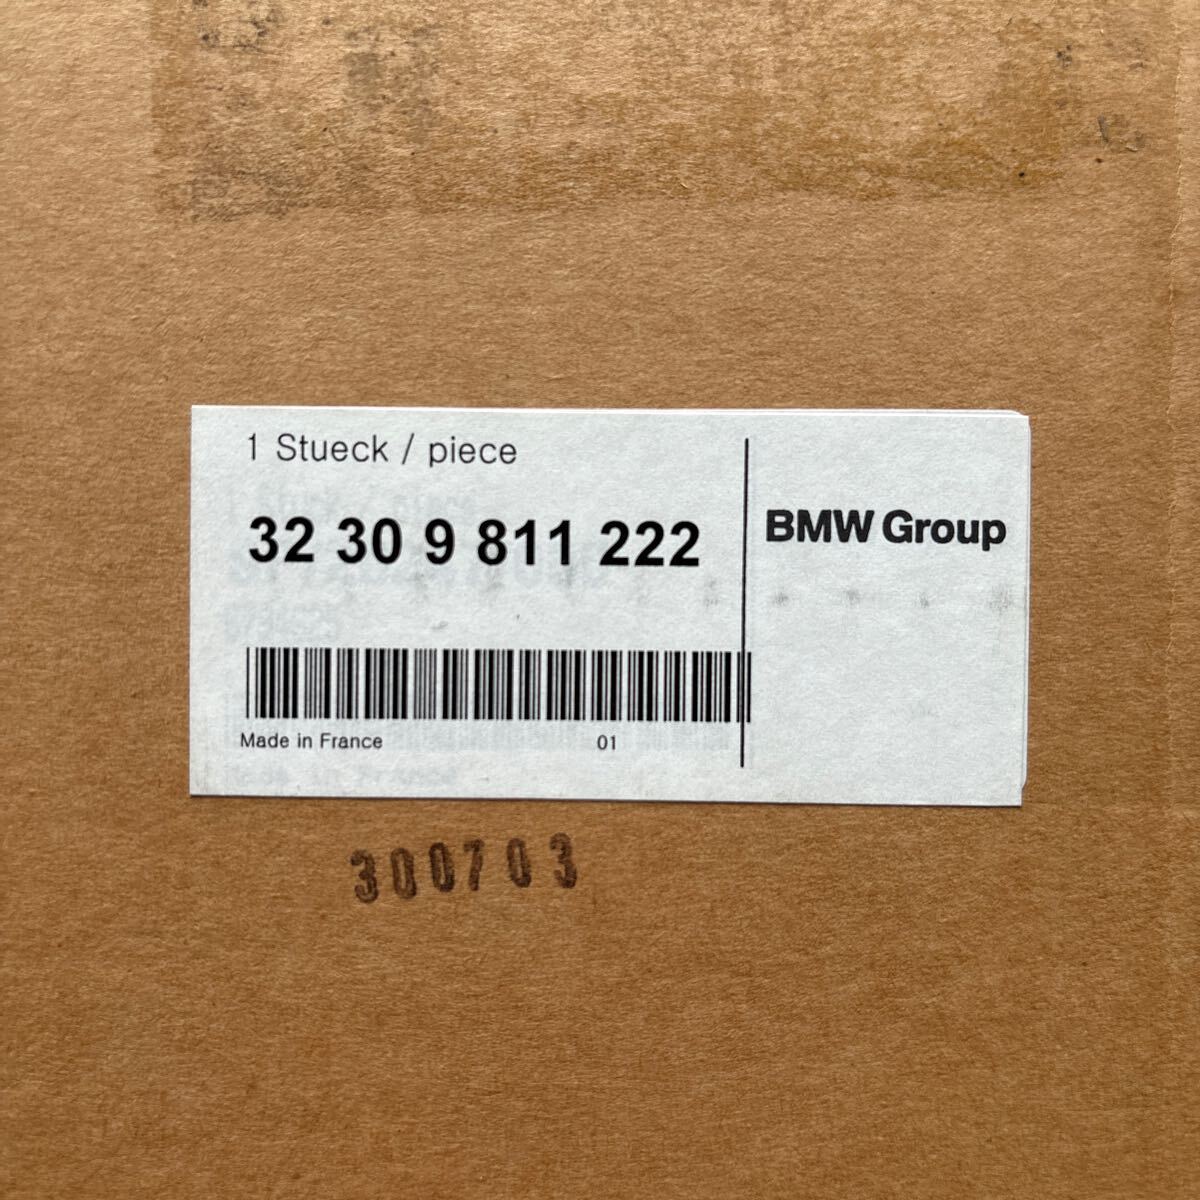 1 Stueck / piece
32 30 9 811 222
BMW Group
Made in France 01
300703